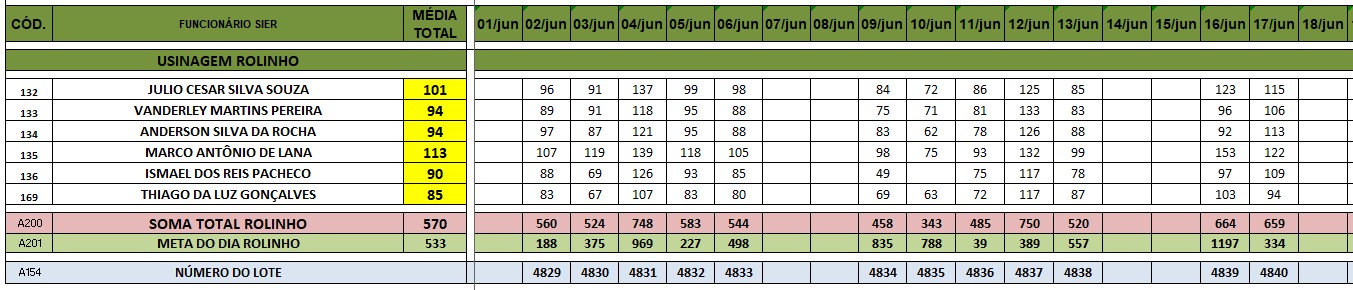 CÓD. FUNCIONÁRIO SIER MÉDIA TOTAL 01/jun 02/jun 03/jun 04/jun 05/jun 06/jun 07/jun 08/jun 09/jun 10/jun 11/jun 12/jun 13/jun 14/jun 15/jun 16/jun 17/jun 18/jun
USINAGEM ROLINHO
132 JULIO CESAR SILVA SOUZA 101 96 91 137 99 98 84 72 86 125 85 123 115
133 VANDERLEY MARTINS PEREIRA 94 89 91 118 95 88 75 71 81 133 83 96 106
134 ANDERSON SILVA DA ROCHA 94 97 87 121 95 88 83 62 78 126 88 92 113
135 MARCO ANTÔNIO DE LANA 113 107 119 139 118 105 98 75 93 132 99 153 122
136 ISMAEL DOS REIS PACHECO 90 88 69 126 93 85 49 75 117 78 97 109
169 THIAGO DA LUZ GONÇALVES 85 83 67 107 83 80 69 63 72 117 87 103 94
A200 SOMA TOTAL ROLINHO 570 560 524 748 583 544 458 343 485 750 520 664 659
A201 META DO DIA ROLINHO 533 188 375 969 227 498 835 788 39 389 557 1197 334
A154 NÚMERO DO LOTE 4829 4830 4831 4832 4833 4834 4835 4836 4837 4838 4839 4840